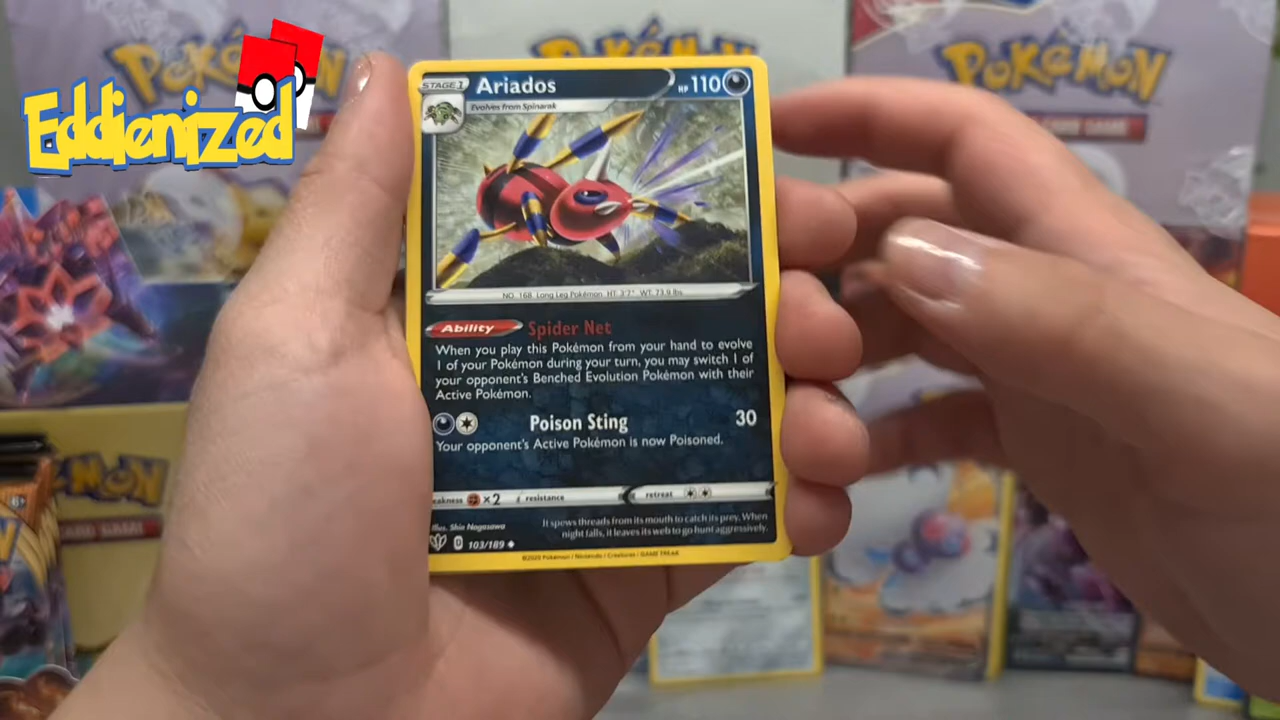 Eddienized
POKéMON
POKéMON
STAGE 1
Ariados
HP 110
Evolves from Spinarak
NO. 168 Long Leg Pokémon HT: 3'7" WT: 73.9 lbs.
Ability Spider Net
When you play this Pokémon from your hand to evolve
1 of your Pokémon during your turn, you may switch 1 of
your opponent's Benched Evolution Pokémon with their
Active Pokémon.
Poison Sting 30
Your opponent's Active Pokémon is now Poisoned.
×2 resistance retreat
Illus. Shin Nagasawa
It spews threads from its mouth to catch its prey. When
night falls, it leaves its web to go hunt aggressively.
D 103/189
©2020 Pokémon / Nintendo / Creatures / GAME FREAK